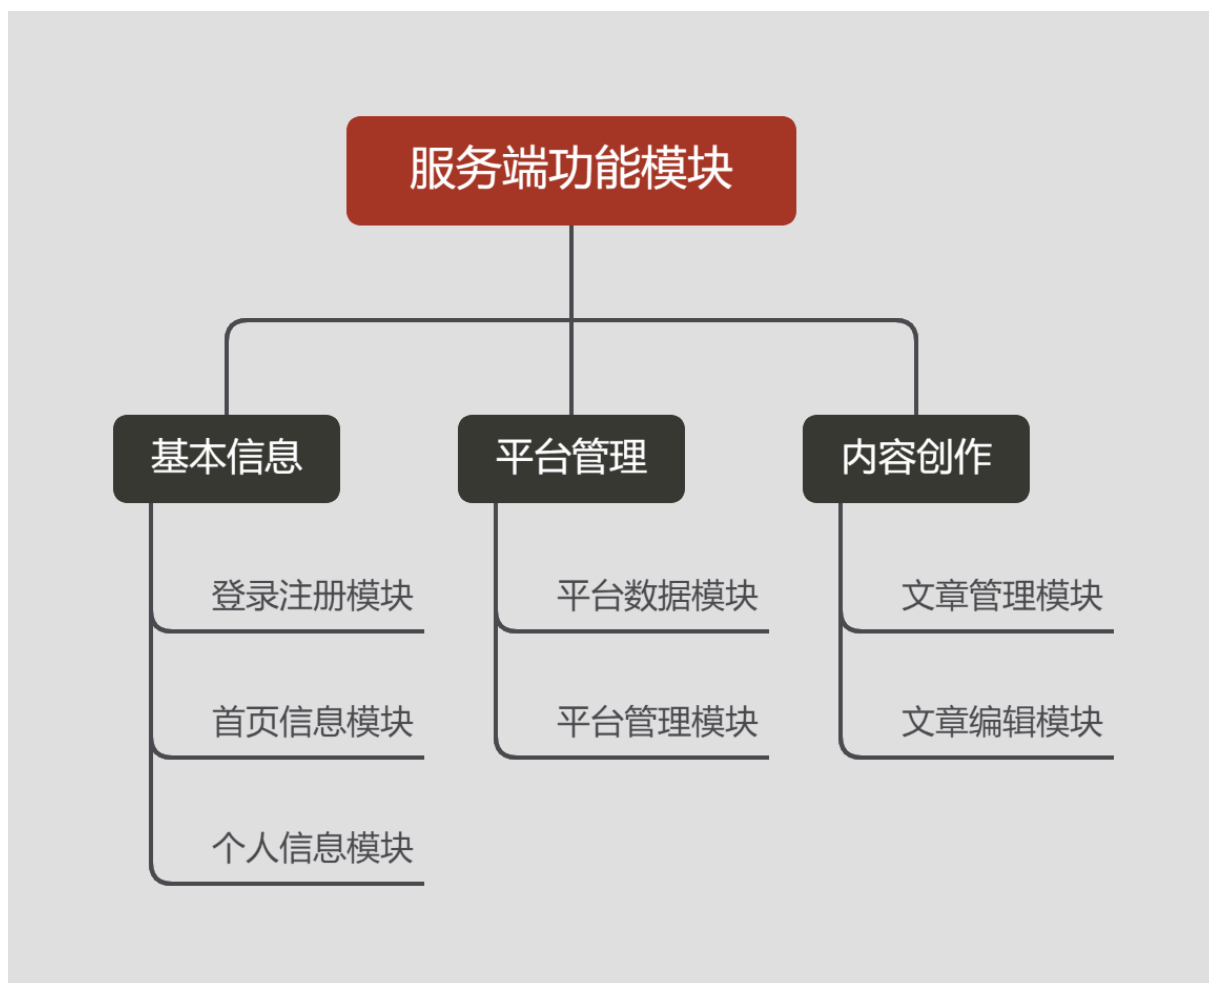 服务端功能模块
基本信息
平台管理
内容创作
登录注册模块
平台数据模块
文章管理模块
首页信息模块
平台管理模块
文章编辑模块
个人信息模块